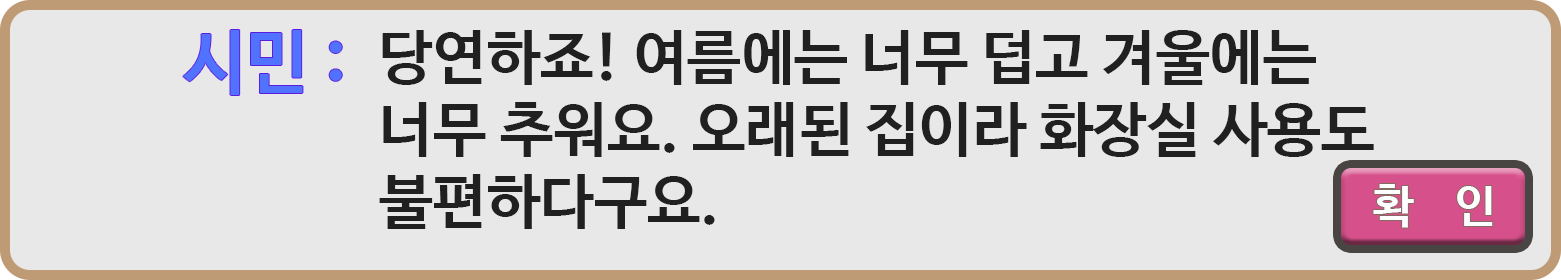 시민 : 당연하죠! 여름에는 너무 덥고 겨울에는
너무 추워요. 오래된 집이라 화장실 사용도
불편하다구요.
확 인